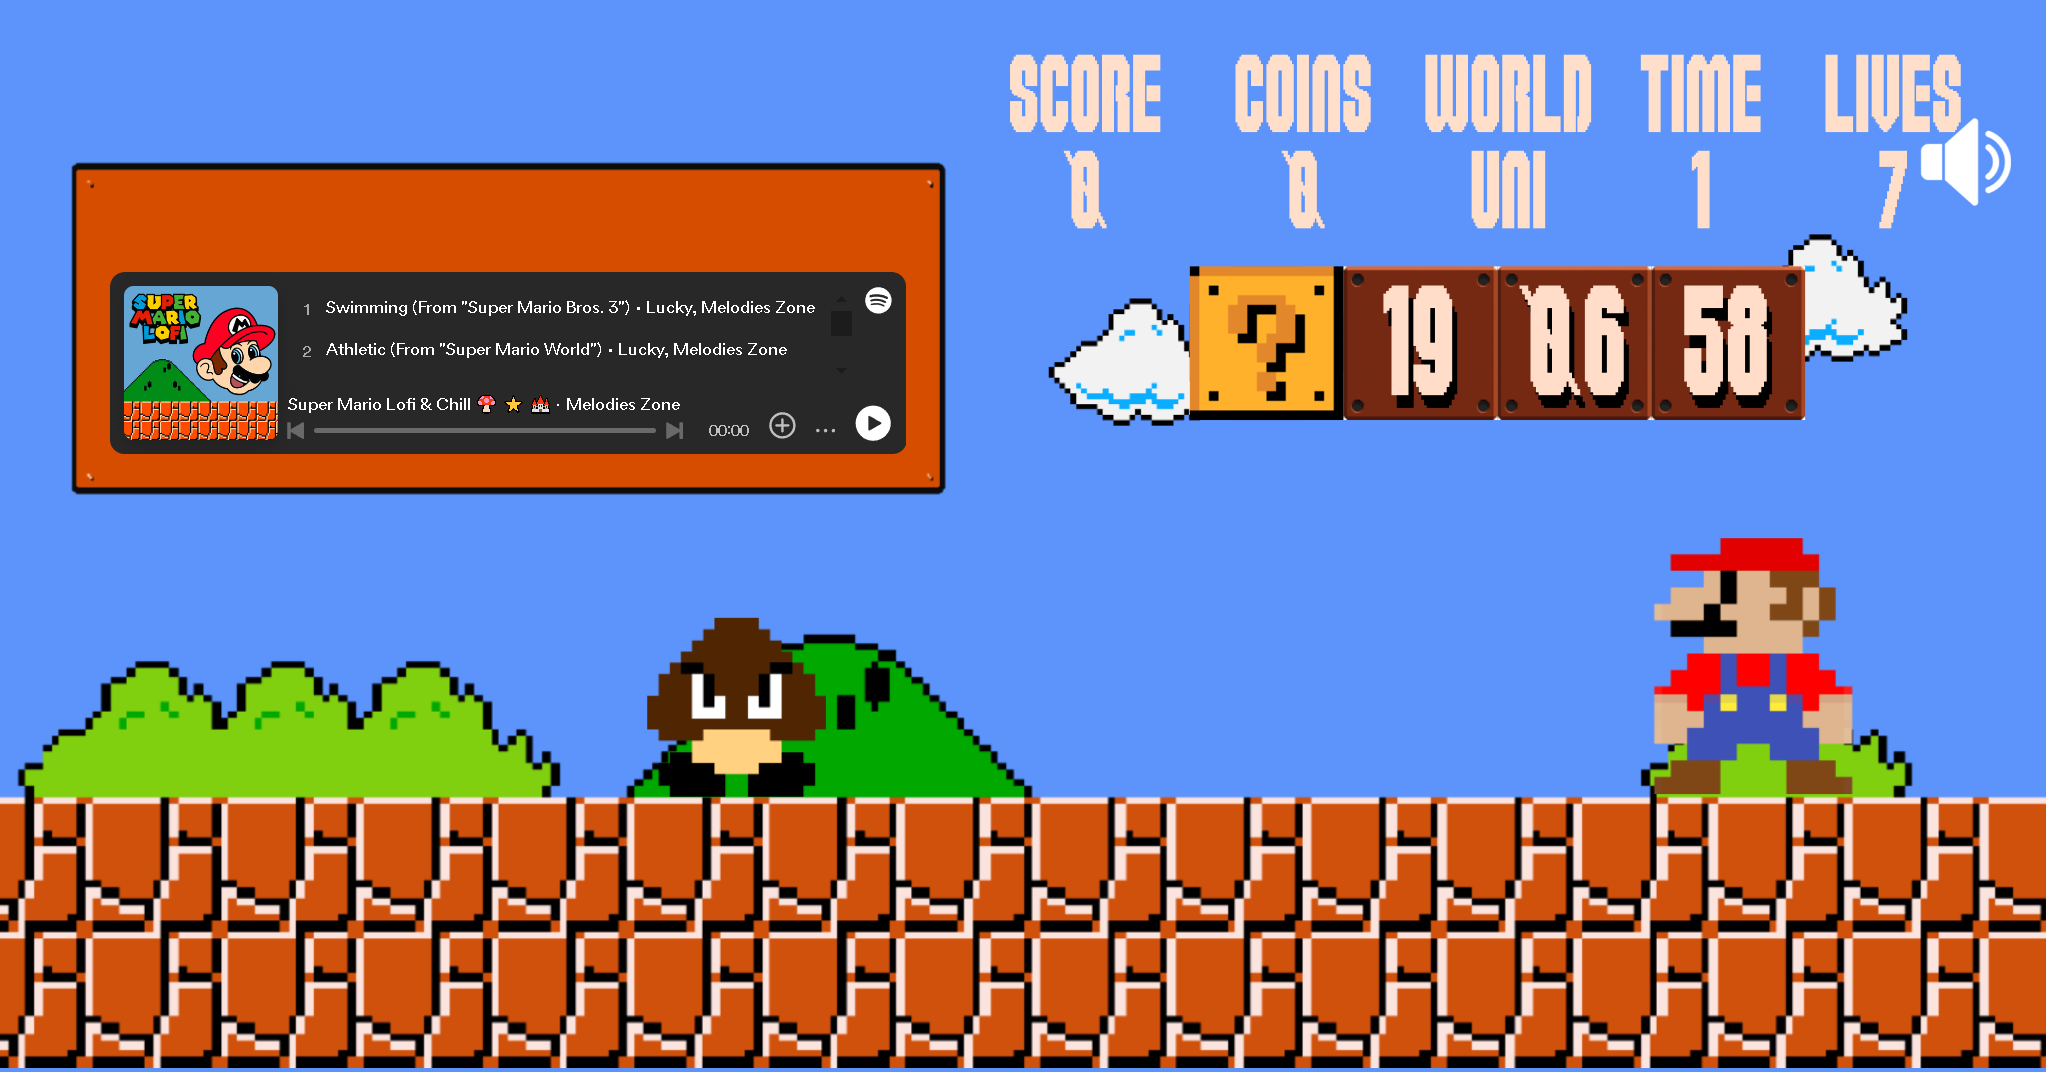 SCORE COINS WORLD TIME LIVES
0 0 UNI 1 7
SUPER
MARIO
LOFI
M
1 Swimming (From "Super Mario Bros. 3") • Lucky, Melodies Zone
2 Athletic (From "Super Mario World") • Lucky, Melodies Zone
Super Mario Lofi & Chill 🍄 ⭐ 🏰 · Melodies Zone
00:00
? 19 06 58